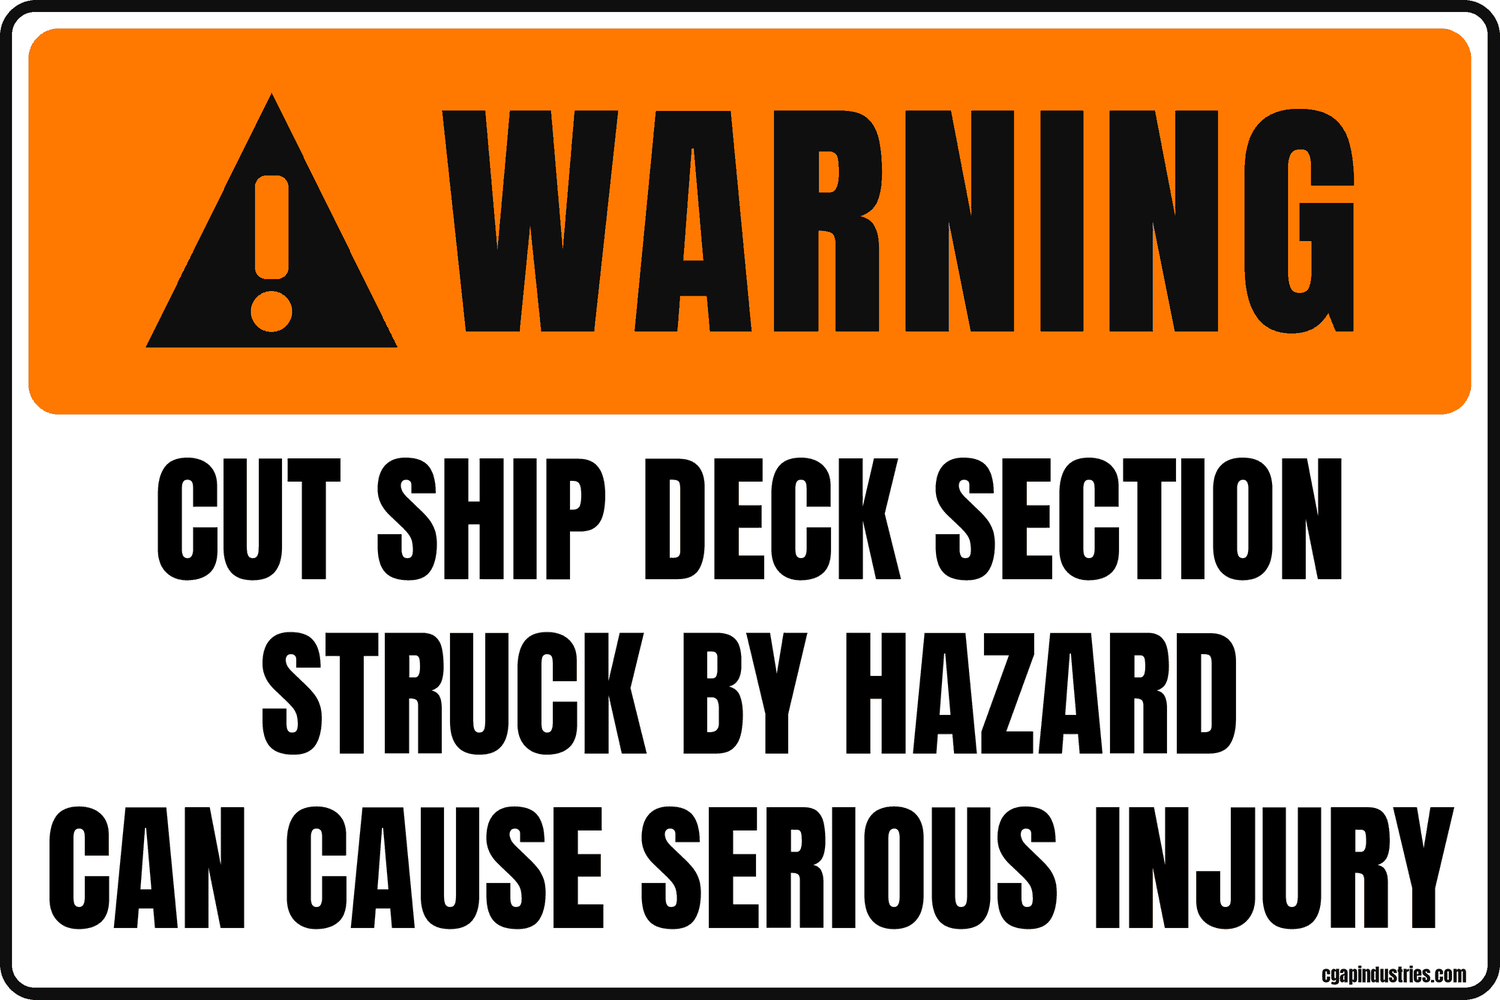 WARNING
CUT SHIP DECK SECTION
STRUCK BY HAZARD
CAN CAUSE SERIOUS INJURY
cgapindustries.com